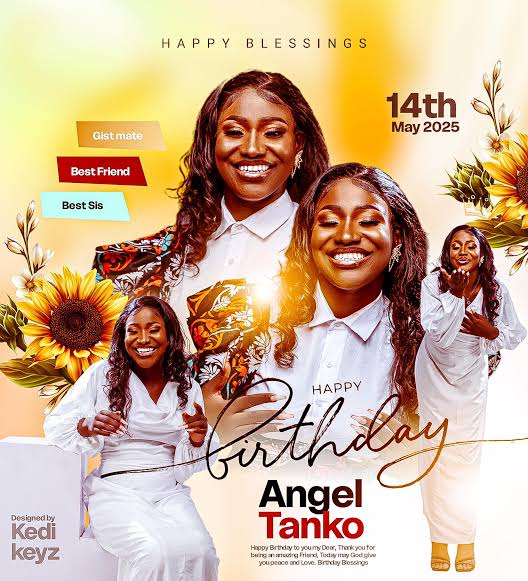 HAPPY BLESSINGS
14th
May 2025
Gist mate
Best Friend
Best Sis
HAPPY
Birthday
Angel
Tanko
Happy Birthday to you my Dear, Thank you for
being an amazing Friend, Today may God give
you peace and Love. Birthday Blessings
Designed by
Kedi
keyz